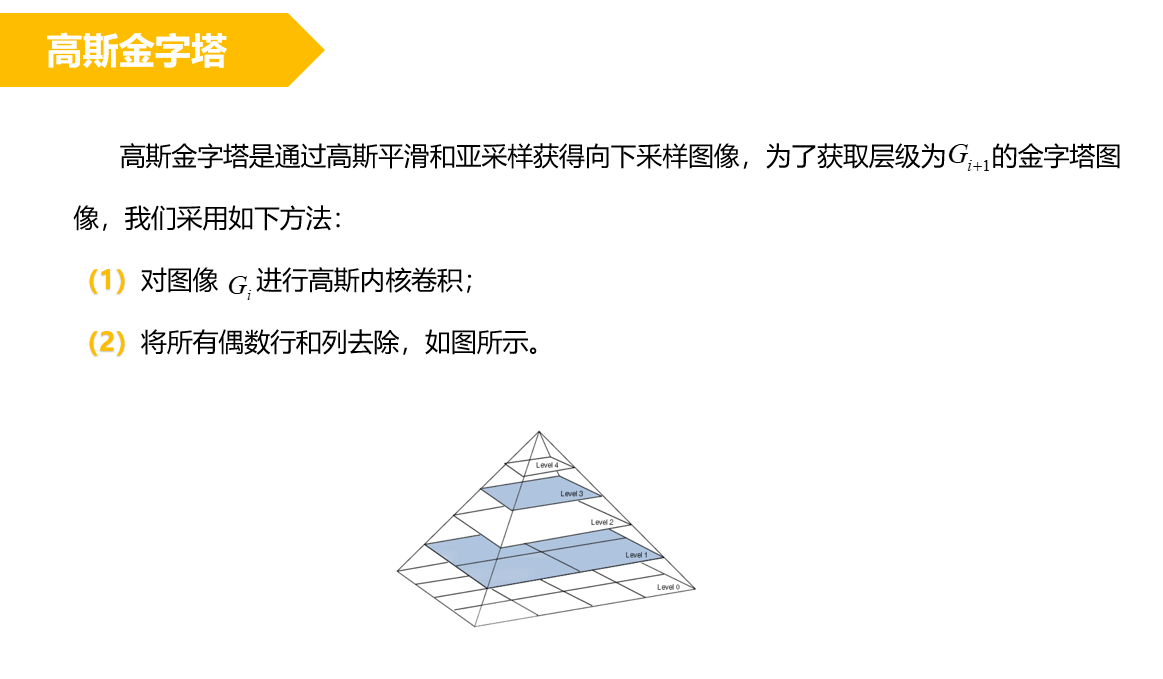 高斯金字塔
高斯金字塔是通过高斯平滑和亚采样获得向下采样图像，为了获取层级为G_{i+1}的金字塔图
像，我们采用如下方法：
（1）对图像 G_i 进行高斯内核卷积；
（2）将所有偶数行和列去除，如图所示。
Level 4
Level 3
Level 2
Level 1
Level 0